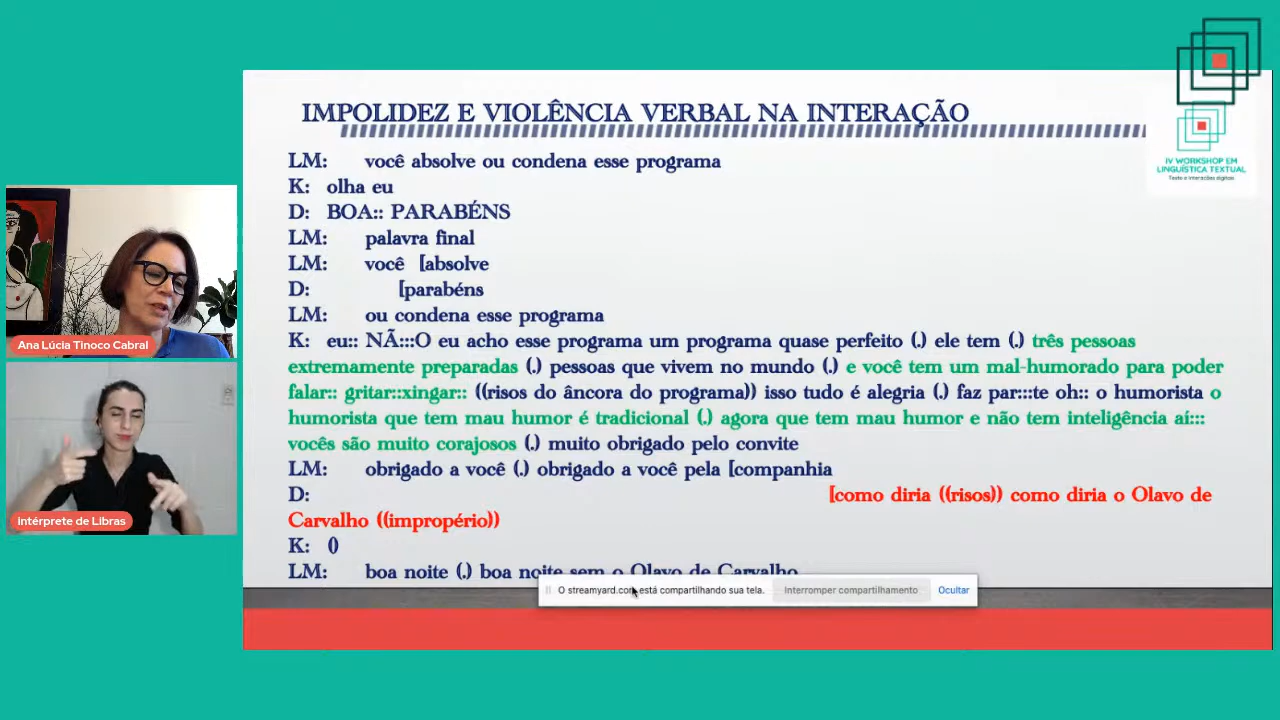 IMPOLIDEZ E VIOLÊNCIA VERBAL NA INTERAÇÃO
IV WORKSHOP EM
LINGUÍSTICA TEXTUAL
Texto e interações digitais
LM: você absolve ou condena esse programa
K: olha eu
D: BOA:: PARABÉNS
LM: palavra final
LM: você [absolve
D: [parabéns
LM: ou condena esse programa
K: eu:: NÃ:::O eu acho esse programa um programa quase perfeito (.) ele tem (.) três pessoas
extremamente preparadas (.) pessoas que vivem no mundo (.) e você tem um mal-humorado para poder
falar:: gritar::xingar:: ((risos do âncora do programa)) isso tudo é alegria (.) faz par:::te oh:: o humorista o
humorista que tem mau humor é tradicional (.) agora que tem mau humor e não tem inteligência aí:::
vocês são muito corajosos (.) muito obrigado pelo convite
LM: obrigado a você (.) obrigado a você pela [companhia
D: [como diria ((risos)) como diria o Olavo de
Carvalho ((impropério))
K: ()
LM: boa noite (.) boa noite sem o Olavo de Carvalho
Ana Lúcia Tinoco Cabral
Intérprete de Libras
O streamyard.com está compartilhando sua tela.
Interromper compartilhamento
Ocultar